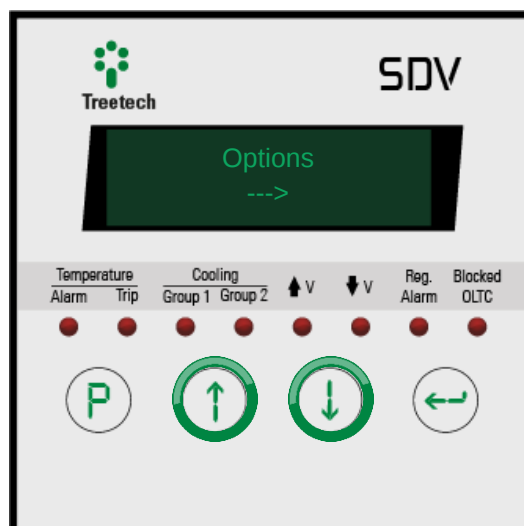 SDV
Treetech
Options
--->
Temperature
Cooling
Alarm
Trip
Group 1
Group 2
V
V
Reg.
Alarm
Blocked
OLTC
P